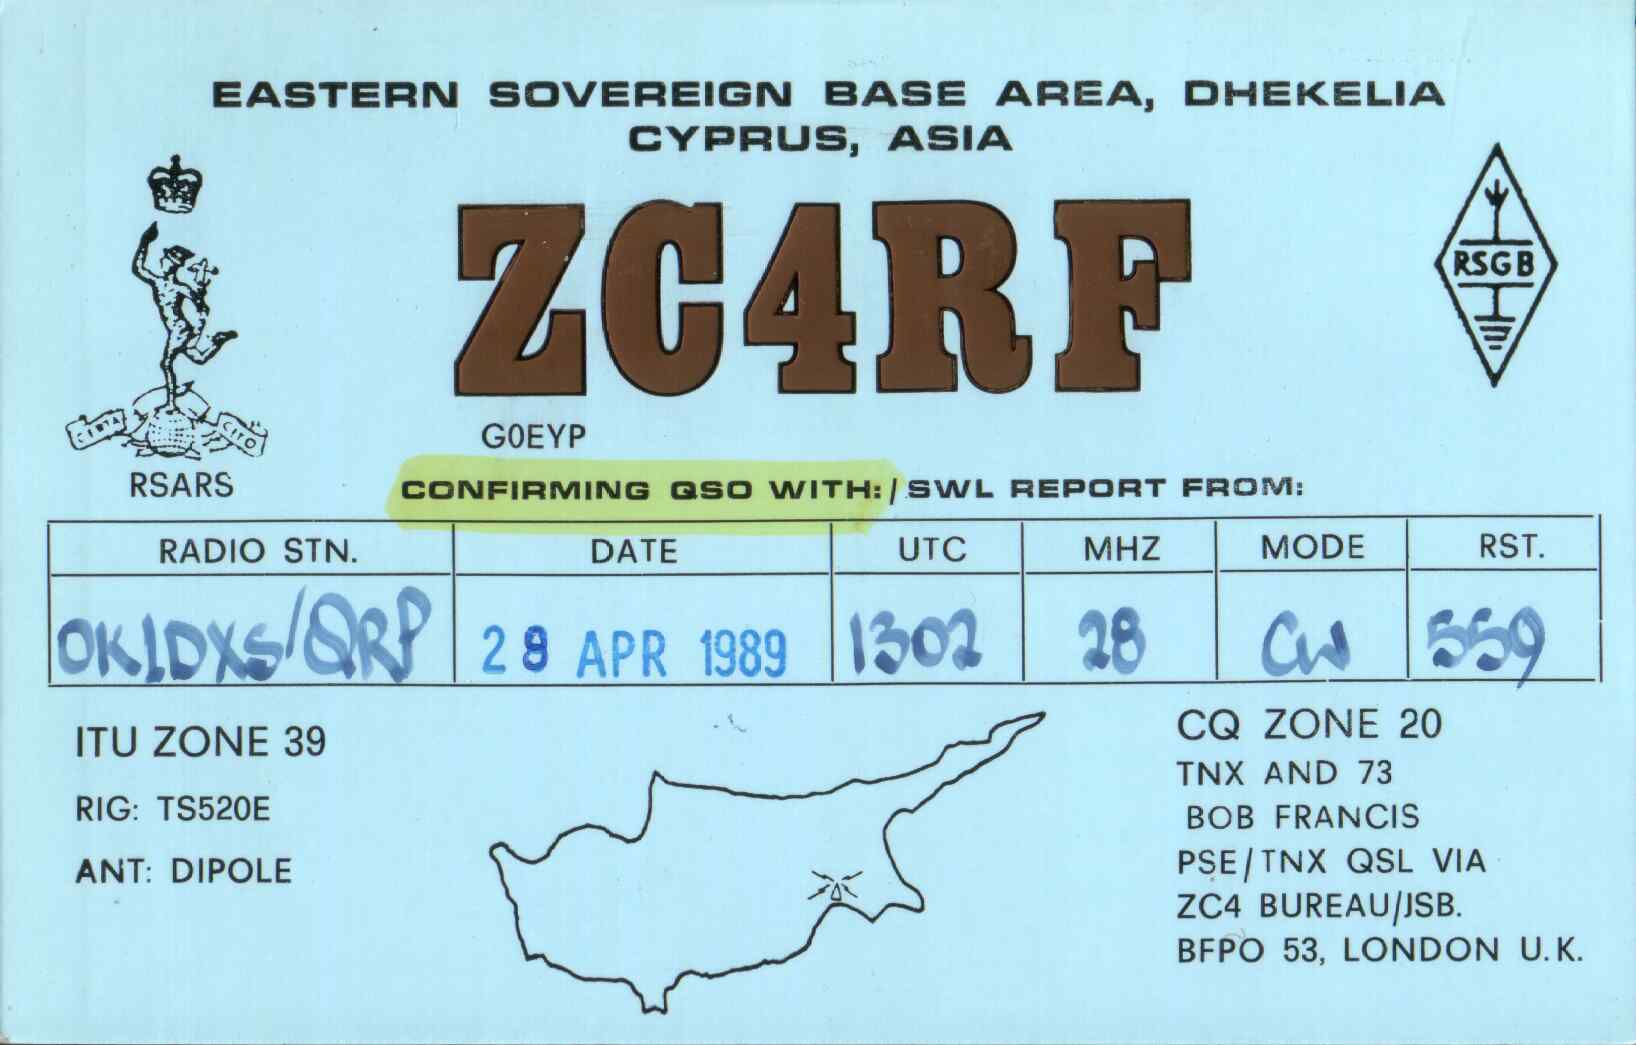 EASTERN SOVEREIGN BASE AREA, DHEKELIA
CYPRUS, ASIA
ZC4RF
RSGB
CERTA CITO
G0EYP
RSARS
CONFIRMING QSO WITH:/SWL REPORT FROM:
RADIO STN. DATE UTC MHZ MODE RST.
OK1DXS/QRP 28 APR 1989 1302 28 CW 559
ITU ZONE 39
RIG: TS520E
ANT: DIPOLE
CQ ZONE 20
TNX AND 73
BOB FRANCIS
PSE/TNX QSL VIA
ZC4 BUREAU/JSB.
BFPO 53, LONDON U.K.